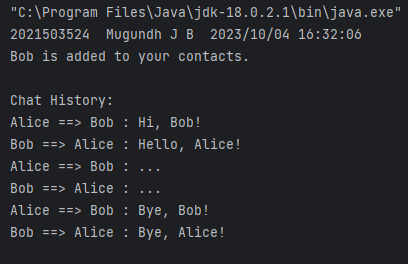 "C:\Program Files\Java\jdk-18.0.2.1\bin\java.exe"
2021503524  Mugundh J B  2023/10/04 16:32:06
Bob is added to your contacts.

Chat History:
Alice ==> Bob : Hi, Bob!
Bob ==> Alice : Hello, Alice!
Alice ==> Bob : ...
Bob ==> Alice : ...
Alice ==> Bob : Bye, Bob!
Bob ==> Alice : Bye, Alice!